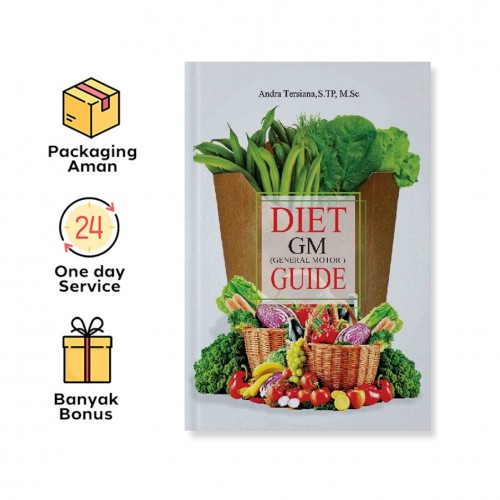 Packaging
Aman
24
One day
Service
Banyak
Bonus
Andra Tersiana,S.TP, M.Sc
DIET
GM
(GENERAL MOTOR )
GUIDE